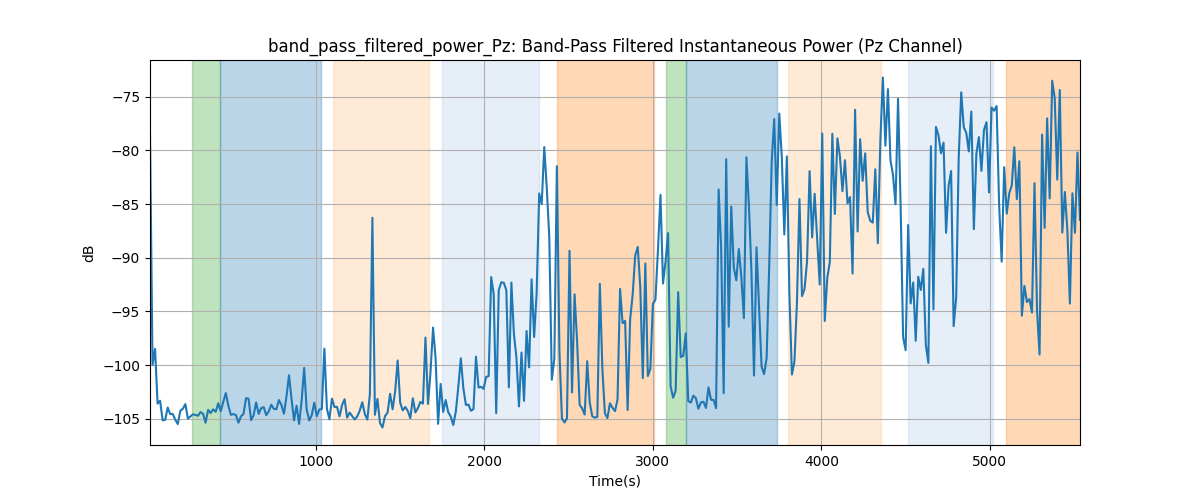 band_pass_filtered_power_Pz: Band-Pass Filtered Instantaneous Power (Pz Channel)
dB
−75
−80
−85
−90
−95
−100
−105
1000 2000 3000 4000 5000
Time(s)